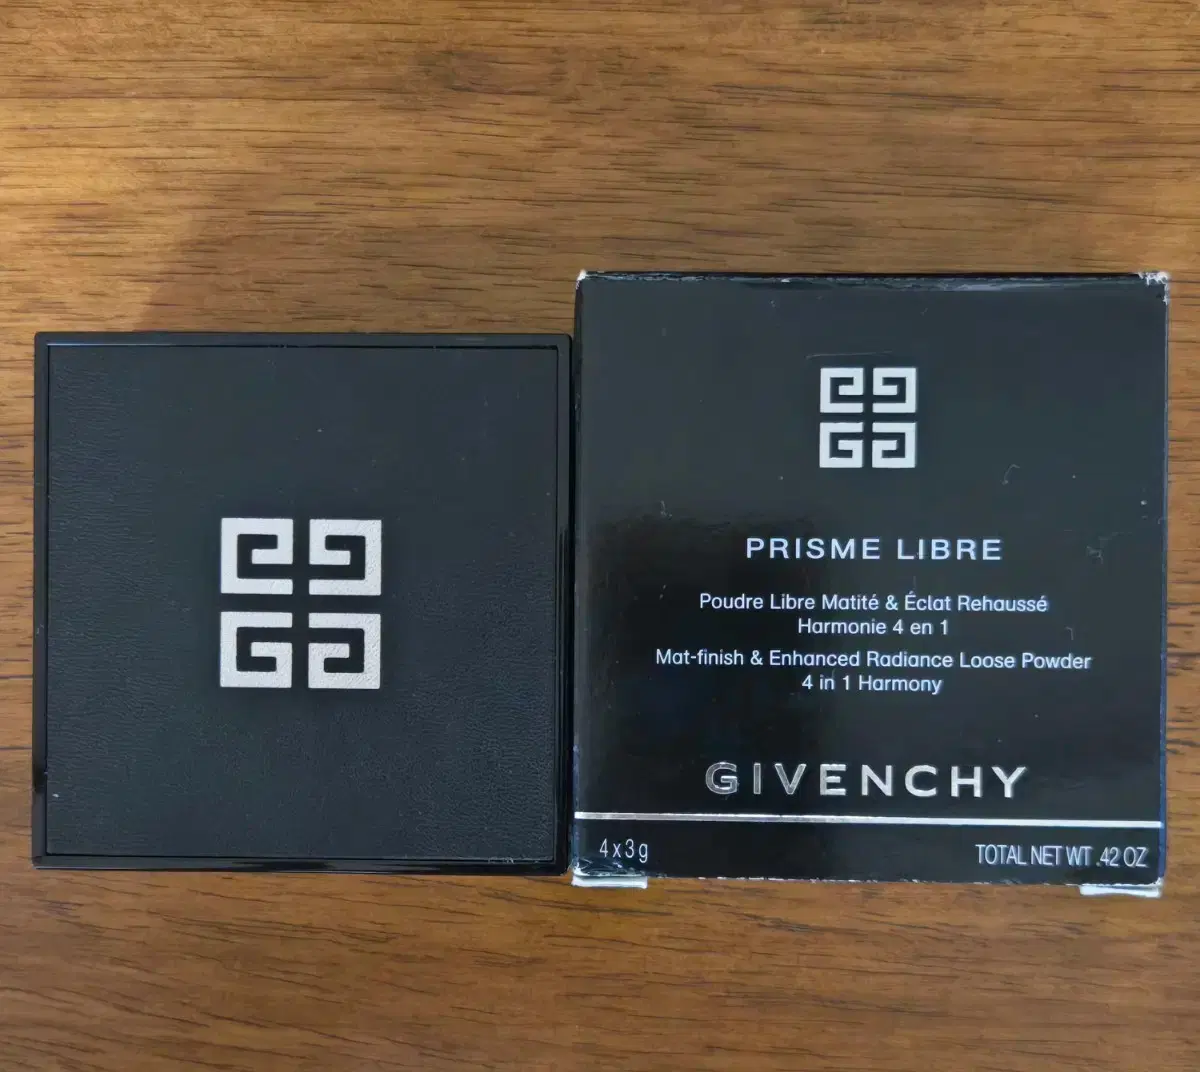 PRISME LIBRE
Poudre Libre Matité & Éclat Rehaussé
Harmonie 4 en 1
Mat-finish & Enhanced Radiance Loose Powder
4 in 1 Harmony
GIVENCHY
4 x 3 g
TOTAL NET WT .42 OZ